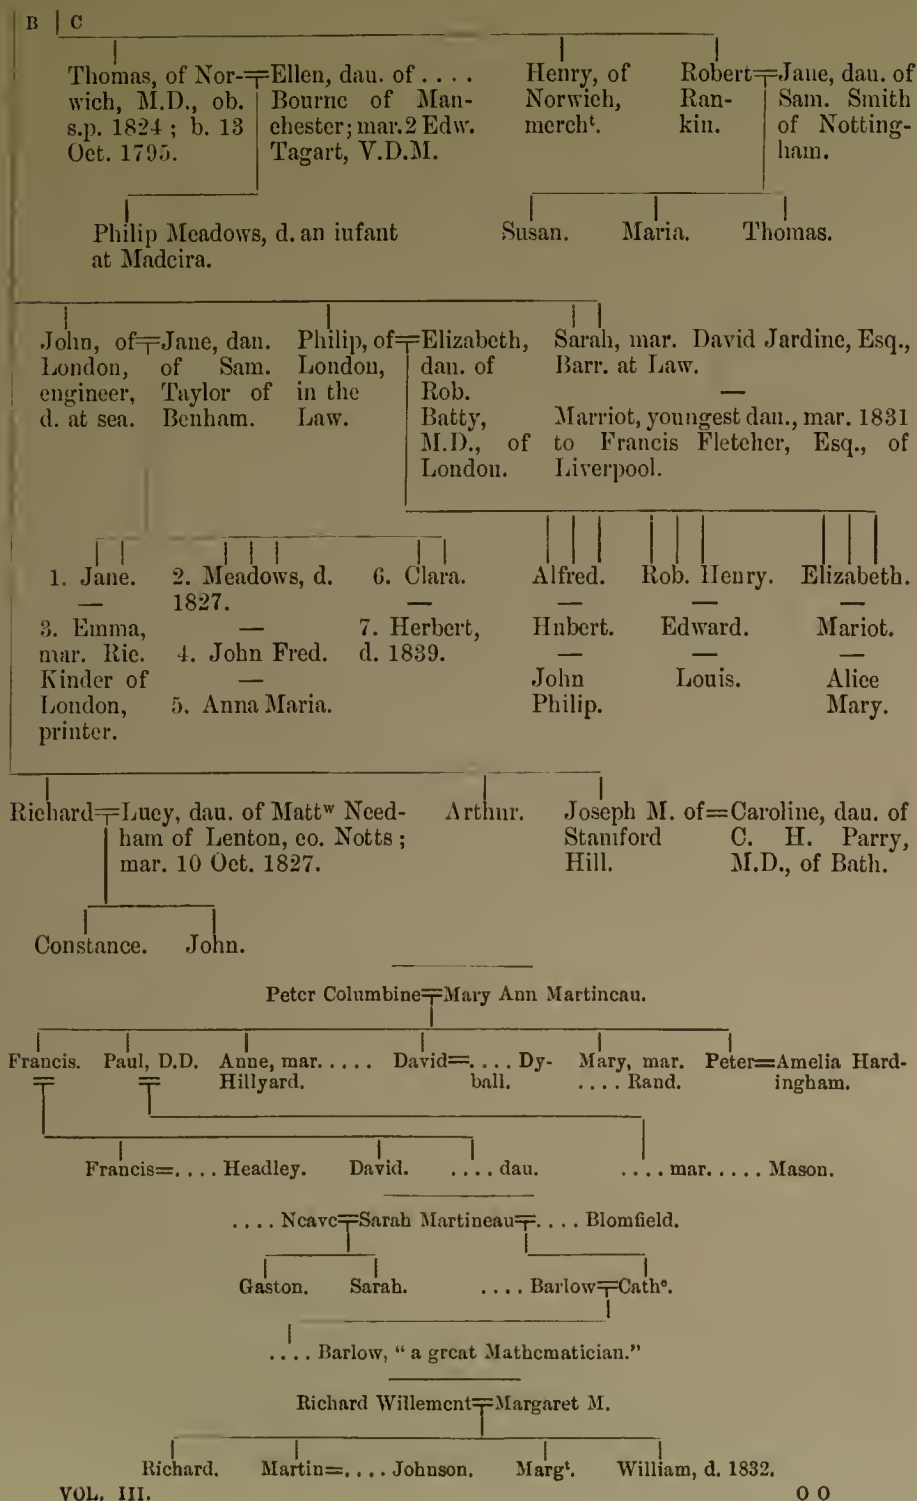 B | C
Thomas, of Nor-=Ellen, dau. of . . . .
wich, M.D., ob. Bourne of Man-
s.p. 1824 ; b. 13 chester; mar. 2 Edw.
Oct. 1795. Tagart, V.D.M.
Henry, of
Norwich,
mercht.
Robert=Jane, dau. of
Ran- Sam. Smith
kin. of Notting-
ham.
Philip Meadows, d. an infant
at Madeira.
Susan. Maria. Thomas.
John, of=Jane, dau.
London, of Sam.
engineer, Taylor of
d. at sea. Benham.
Philip, of=Elizabeth,
London, dau. of
in the Rob.
Law. Batty,
M.D., of
London.
Sarah, mar. David Jardine, Esq.,
Barr. at Law.
—
Marriot, youngest dau., mar. 1831
to Francis Fletcher, Esq., of
Liverpool.
1. Jane.
—
3. Emma,
mar. Ric.
Kinder of
London,
printer.
2. Meadows, d.
1827.
—
4. John Fred.
—
5. Anna Maria.
6. Clara.
—
7. Herbert,
d. 1839.
Alfred.
—
Hubert.
—
John
Philip.
Rob. Henry.
—
Edward.
—
Louis.
Elizabeth.
—
Mariot.
—
Alice
Mary.
Richard=Lucy, dau. of Mattw Need-
ham of Lenton, co. Notts ;
mar. 10 Oct. 1827.
Arthur.
Joseph M. of=Caroline, dau. of
Stamford C. H. Parry,
Hill. M.D., of Bath.
Constance. John.
Peter Columbine=Mary Ann Martineau.
Francis. Paul, D.D. Anne, mar. . . . . David=. . . . Dy- Mary, mar. Peter=Amelia Hard-
Hillyard. ball. . . . . Rand. ingham.
Francis=. . . . Headley. David. . . . . dau. . . . . mar. . . . . Mason.
. . . . Neave=Sarah Martineau=. . . . Blomfield.
Gaston. Sarah. . . . . Barlow=Cathe.
. . . . Barlow, “ a great Mathematician.”
Richard Willement=Margaret M.
Richard. Martin=. . . . Johnson. Margt. William, d. 1832.
VOL. III. O O